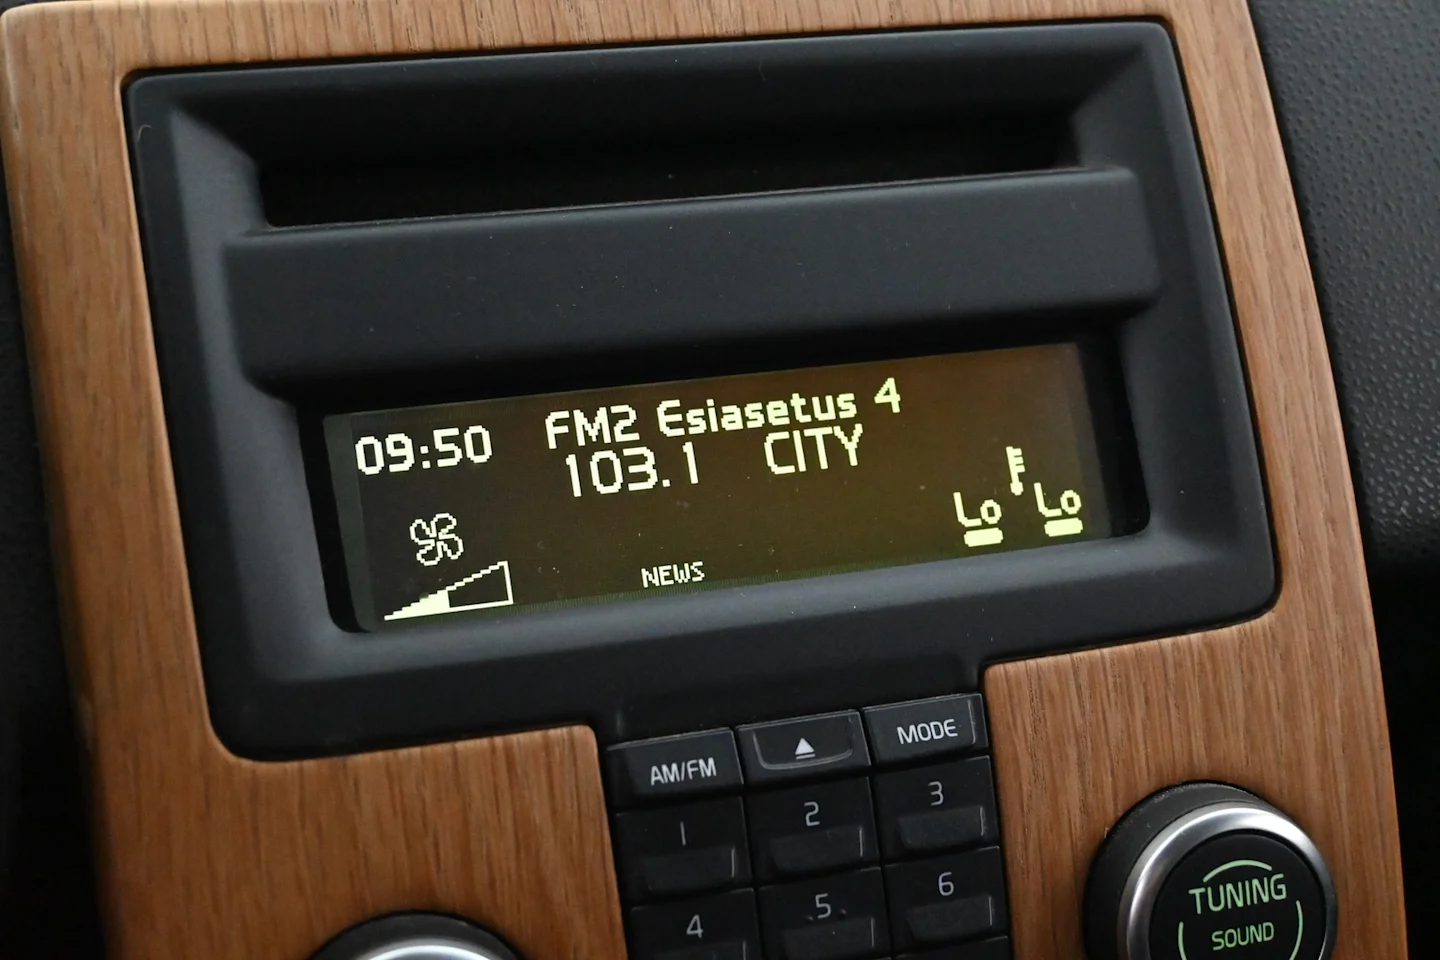 09:50
FM2 Esiasetus 4
103.1 CITY
Lo Lo
NEWS
AM/FM
MODE
1
2
3
4
5
6
TUNING
SOUND